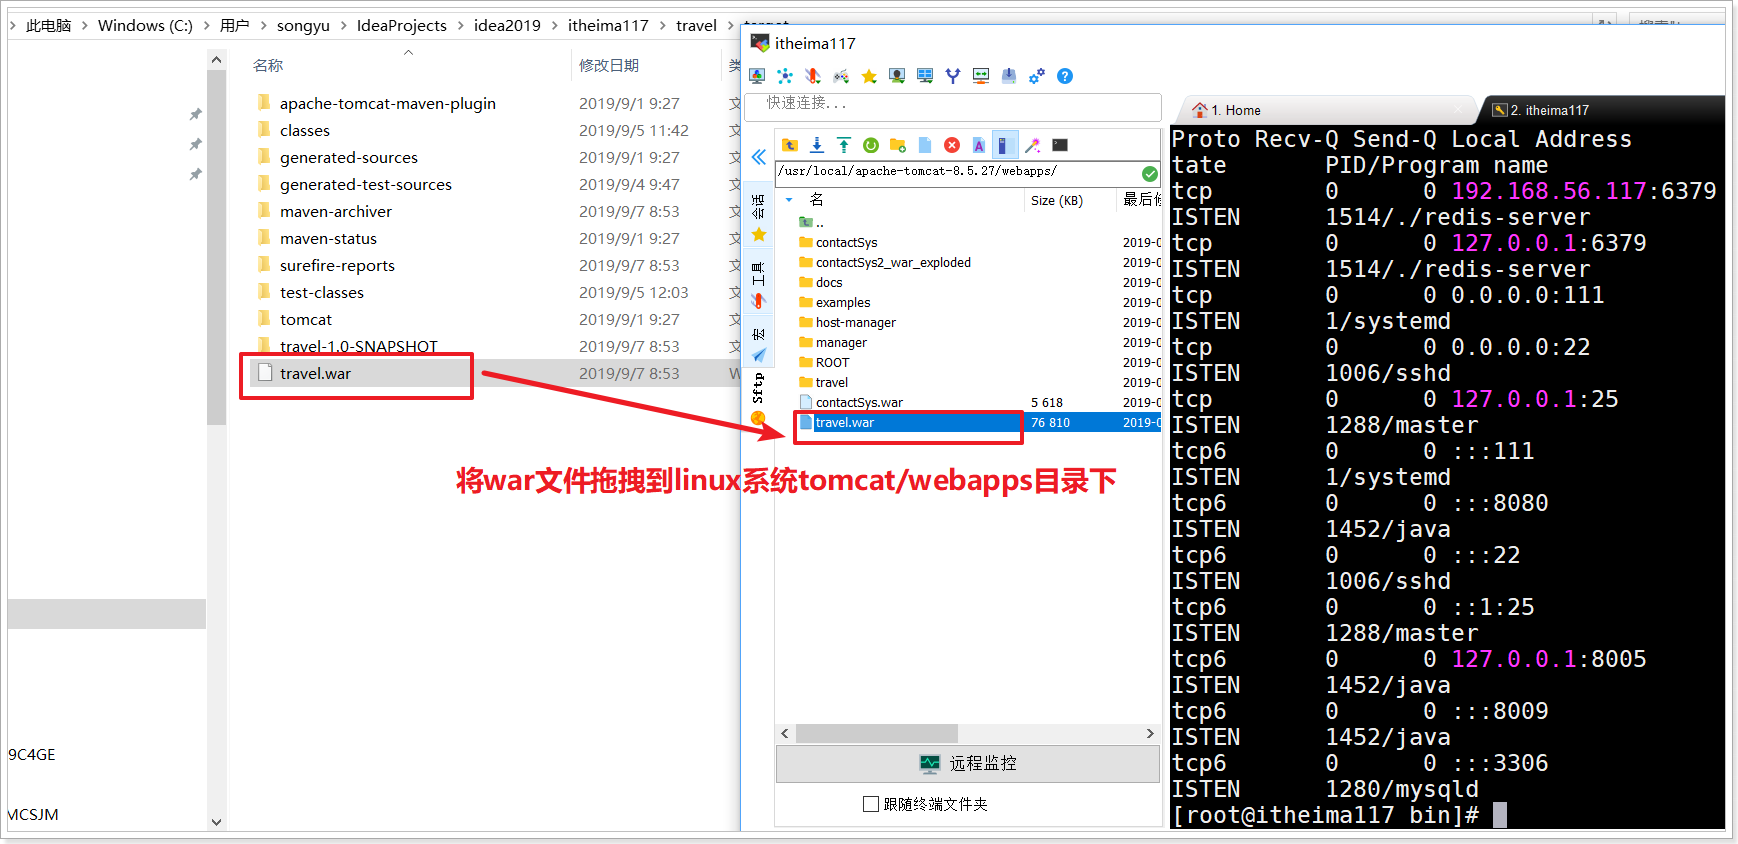 此电脑 > Windows (C:) > 用户 > songyu > IdeaProjects > idea2019 > itheima117 > travel >
名称 修改日期
apache-tomcat-maven-plugin 2019/9/1 9:27 文
classes 2019/9/5 11:42 文
generated-sources 2019/9/1 9:27 文
generated-test-sources 2019/9/4 9:47 文
maven-archiver 2019/9/7 8:53 文
maven-status 2019/9/1 9:27 文
surefire-reports 2019/9/7 8:53 文
test-classes 2019/9/5 12:03 文
tomcat 2019/9/1 9:27 文
travel-1.0-SNAPSHOT 2019/9/7 8:53 文
travel.war 2019/9/7 8:53 W
9C4GE
MCSJM
itheima117
快速连接...
/usr/local/apache-tomcat-8.5.27/webapps/
会话
工具
宏
Sftp
名 Size (KB) 最后修
..
contactSys 2019-0
contactSys2_war_exploded 2019-0
docs 2019-0
examples 2019-0
host-manager 2019-0
manager 2019-0
ROOT 2019-0
travel 2019-0
contactSys.war 5 618 2019-0
travel.war 76 810 2019-0
将war文件拖拽到linux系统tomcat/webapps目录下
远程监控
跟随终端文件夹
1. Home
2. itheima117
Proto Recv-Q Send-Q Local Address
tate PID/Program name
tcp 0 0 192.168.56.117:6379
ISTEN 1514/./redis-server
tcp 0 0 127.0.0.1:6379
ISTEN 1514/./redis-server
tcp 0 0 0.0.0.0:111
ISTEN 1/systemd
tcp 0 0 0.0.0.0:22
ISTEN 1006/sshd
tcp 0 0 127.0.0.1:25
ISTEN 1288/master
tcp6 0 0 :::111
ISTEN 1/systemd
tcp6 0 0 :::8080
ISTEN 1452/java
tcp6 0 0 :::22
ISTEN 1006/sshd
tcp6 0 0 ::1:25
ISTEN 1288/master
tcp6 0 0 127.0.0.1:8005
ISTEN 1452/java
tcp6 0 0 :::8009
ISTEN 1452/java
tcp6 0 0 :::3306
ISTEN 1280/mysqld
[root@itheima117 bin]#